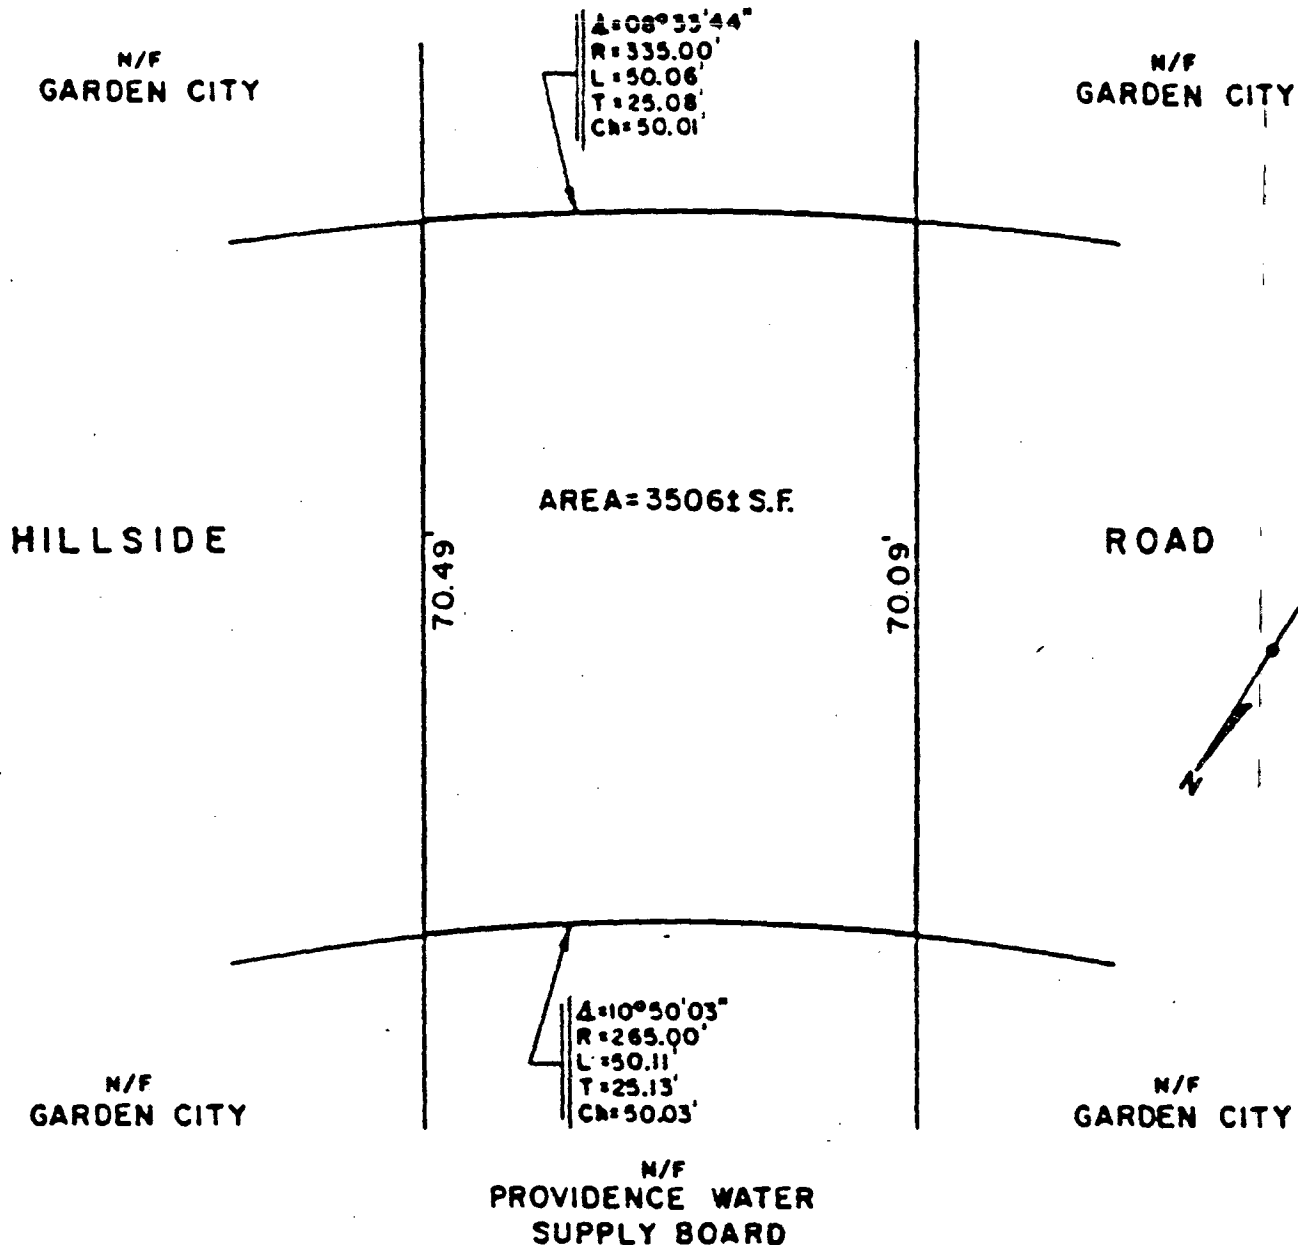 Δ=08°33'44"
R=335.00'
L=50.06'
T=25.08'
Ch=50.01'
N/F
GARDEN CITY
N/F
GARDEN CITY
AREA=3506± S.F.
HILLSIDE
ROAD
70.49'
70.09'
N
Δ=10°50'03"
R=265.00'
L=50.11'
T=25.13'
Ch=50.03'
N/F
GARDEN CITY
N/F
GARDEN CITY
N/F
PROVIDENCE WATER
SUPPLY BOARD